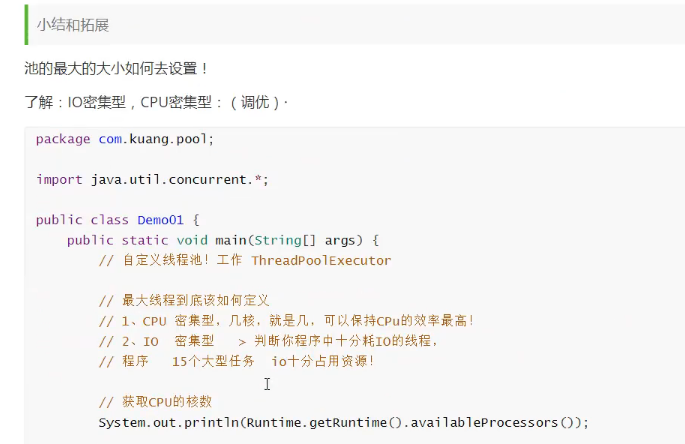 小结和拓展
池的最大的大小如何去设置！
了解：IO密集型，CPU密集型：（调优）·
package com.kuang.pool;
import java.util.concurrent.*;
public class Demo01 {
public static void main(String[] args) {
// 自定义线程池！工作 ThreadPoolExecutor
// 最大线程到底该如何定义
// 1、CPU 密集型，几核，就是几，可以保持CPu的效率最高！
// 2、IO 密集型 > 判断你程序中十分耗IO的线程，
// 程序 15个大型任务 io十分占用资源！
// 获取CPU的核数
System.out.println(Runtime.getRuntime().availableProcessors());